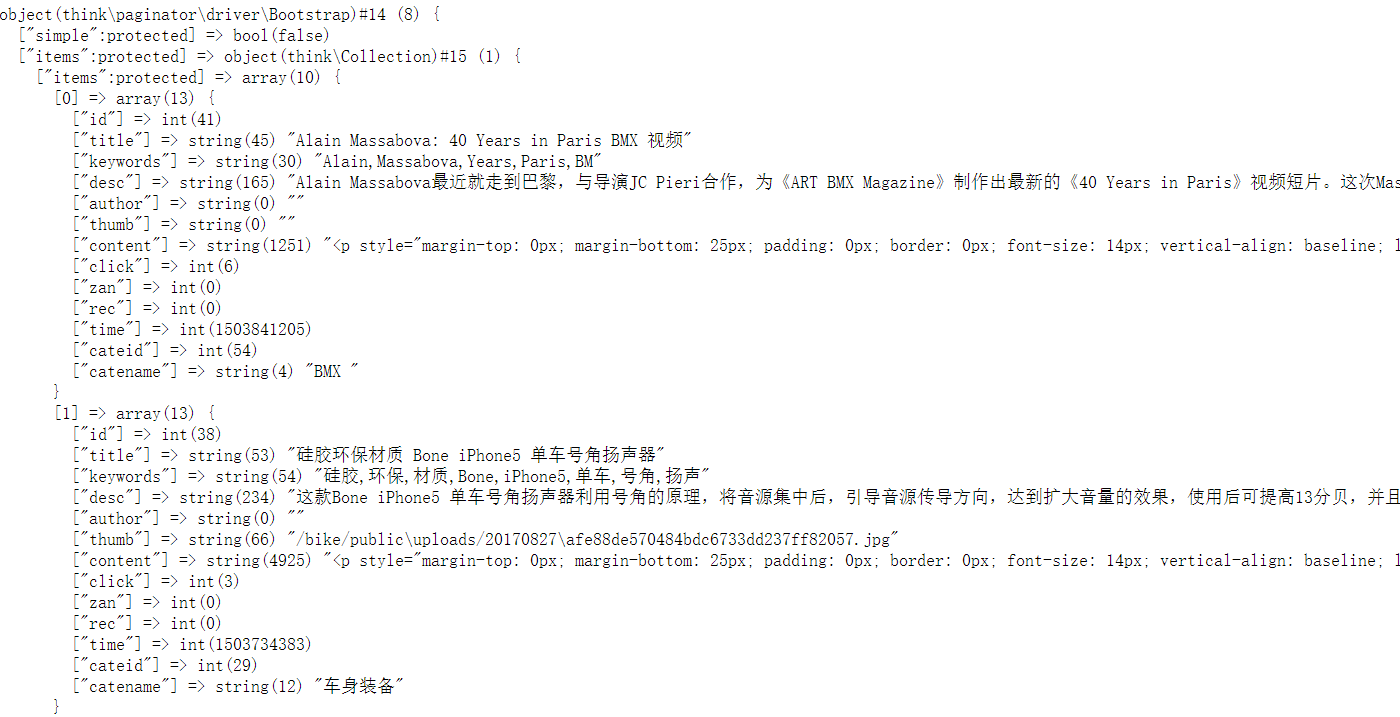 object(think\paginator\driver\Bootstrap)#14 (8) {
["simple":protected] => bool(false)
["items":protected] => object(think\Collection)#15 (1) {
["items":protected] => array(10) {
[0] => array(13) {
["id"] => int(41)
["title"] => string(45) "Alain Massabova: 40 Years in Paris BMX 视频"
["keywords"] => string(30) "Alain,Massabova,Years,Paris,BM"
["desc"] => string(165) "Alain Massabova最近就走到巴黎，与导演JC Pieri合作，为《ART BMX Magazine》制作出最新的《40 Years in Paris》视频短片。这次Mas
["author"] => string(0) ""
["thumb"] => string(0) ""
["content"] => string(1251) "<p style="margin-top: 0px; margin-bottom: 25px; padding: 0px; border: 0px; font-size: 14px; vertical-align: baseline; l
["click"] => int(6)
["zan"] => int(0)
["rec"] => int(0)
["time"] => int(1503841205)
["cateid"] => int(54)
["catename"] => string(4) "BMX "
}
[1] => array(13) {
["id"] => int(38)
["title"] => string(53) "硅胶环保材质 Bone iPhone5 单车号角扬声器"
["keywords"] => string(54) "硅胶,环保,材质,Bone,iPhone5,单车,号角,扬声"
["desc"] => string(234) "这款Bone iPhone5 单车号角扬声器利用号角的原理，将音源集中后，引导音源传导方向，达到扩大音量的效果，使用后可提高13分贝，并且
["author"] => string(0) ""
["thumb"] => string(66) "/bike/public\uploads/20170827\afe88de570484bdc6733dd237ff82057.jpg"
["content"] => string(4925) "<p style="margin-top: 0px; margin-bottom: 25px; padding: 0px; border: 0px; font-size: 14px; vertical-align: baseline; l
["click"] => int(3)
["zan"] => int(0)
["rec"] => int(0)
["time"] => int(1503734383)
["cateid"] => int(29)
["catename"] => string(12) "车身装备"
}